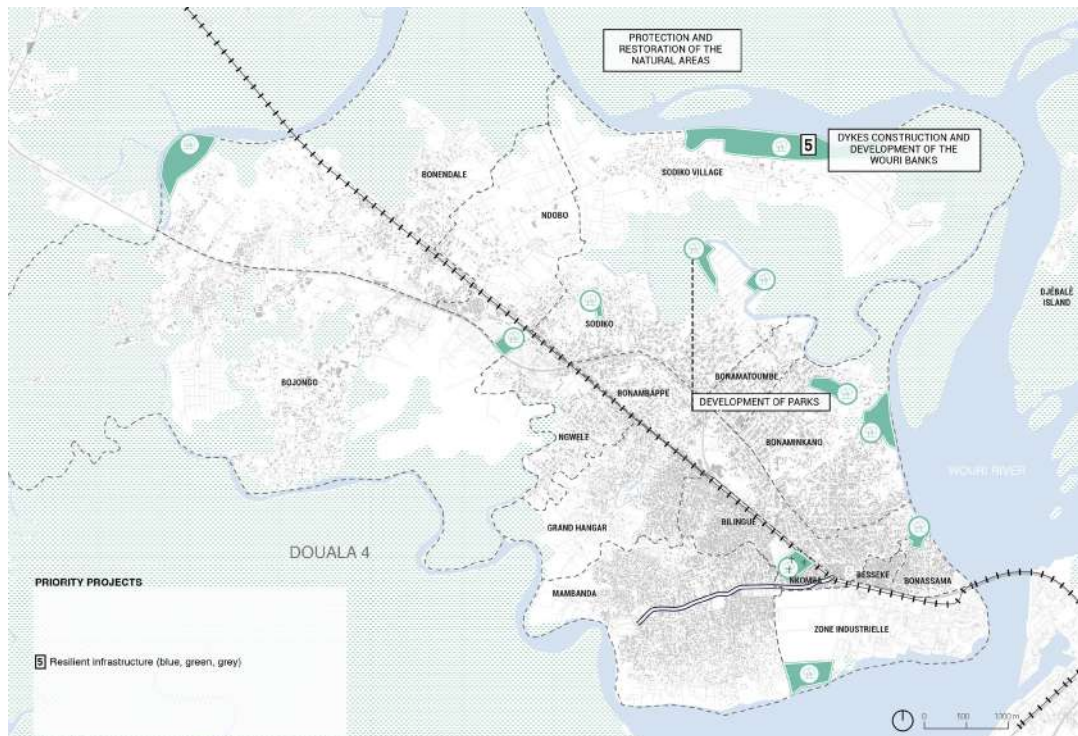 PROTECTION AND
RESTORATION OF THE
NATURAL AREAS
5
DYKES CONSTRUCTION AND
DEVELOPMENT OF THE
WOURI BANKS
BONENDALE
SODIKO VILLAGE
NDOBO
DJÉBALÈ
ISLAND
SODIKO
BOJONGO
BONAMBAPPE
BONAMATOUMBE
DEVELOPMENT OF PARKS
NGWELE
BONAMINKANO
WOURI RIVER
BILINGUE
GRAND HANGAR
DOUALA 4
NKOMBA
BESSEKE
BONASSAMA
MAMBANDA
ZONE INDUSTRIELLE
PRIORITY PROJECTS
5 Resilient infrastructure (blue, green, grey)
0 500 1000 m